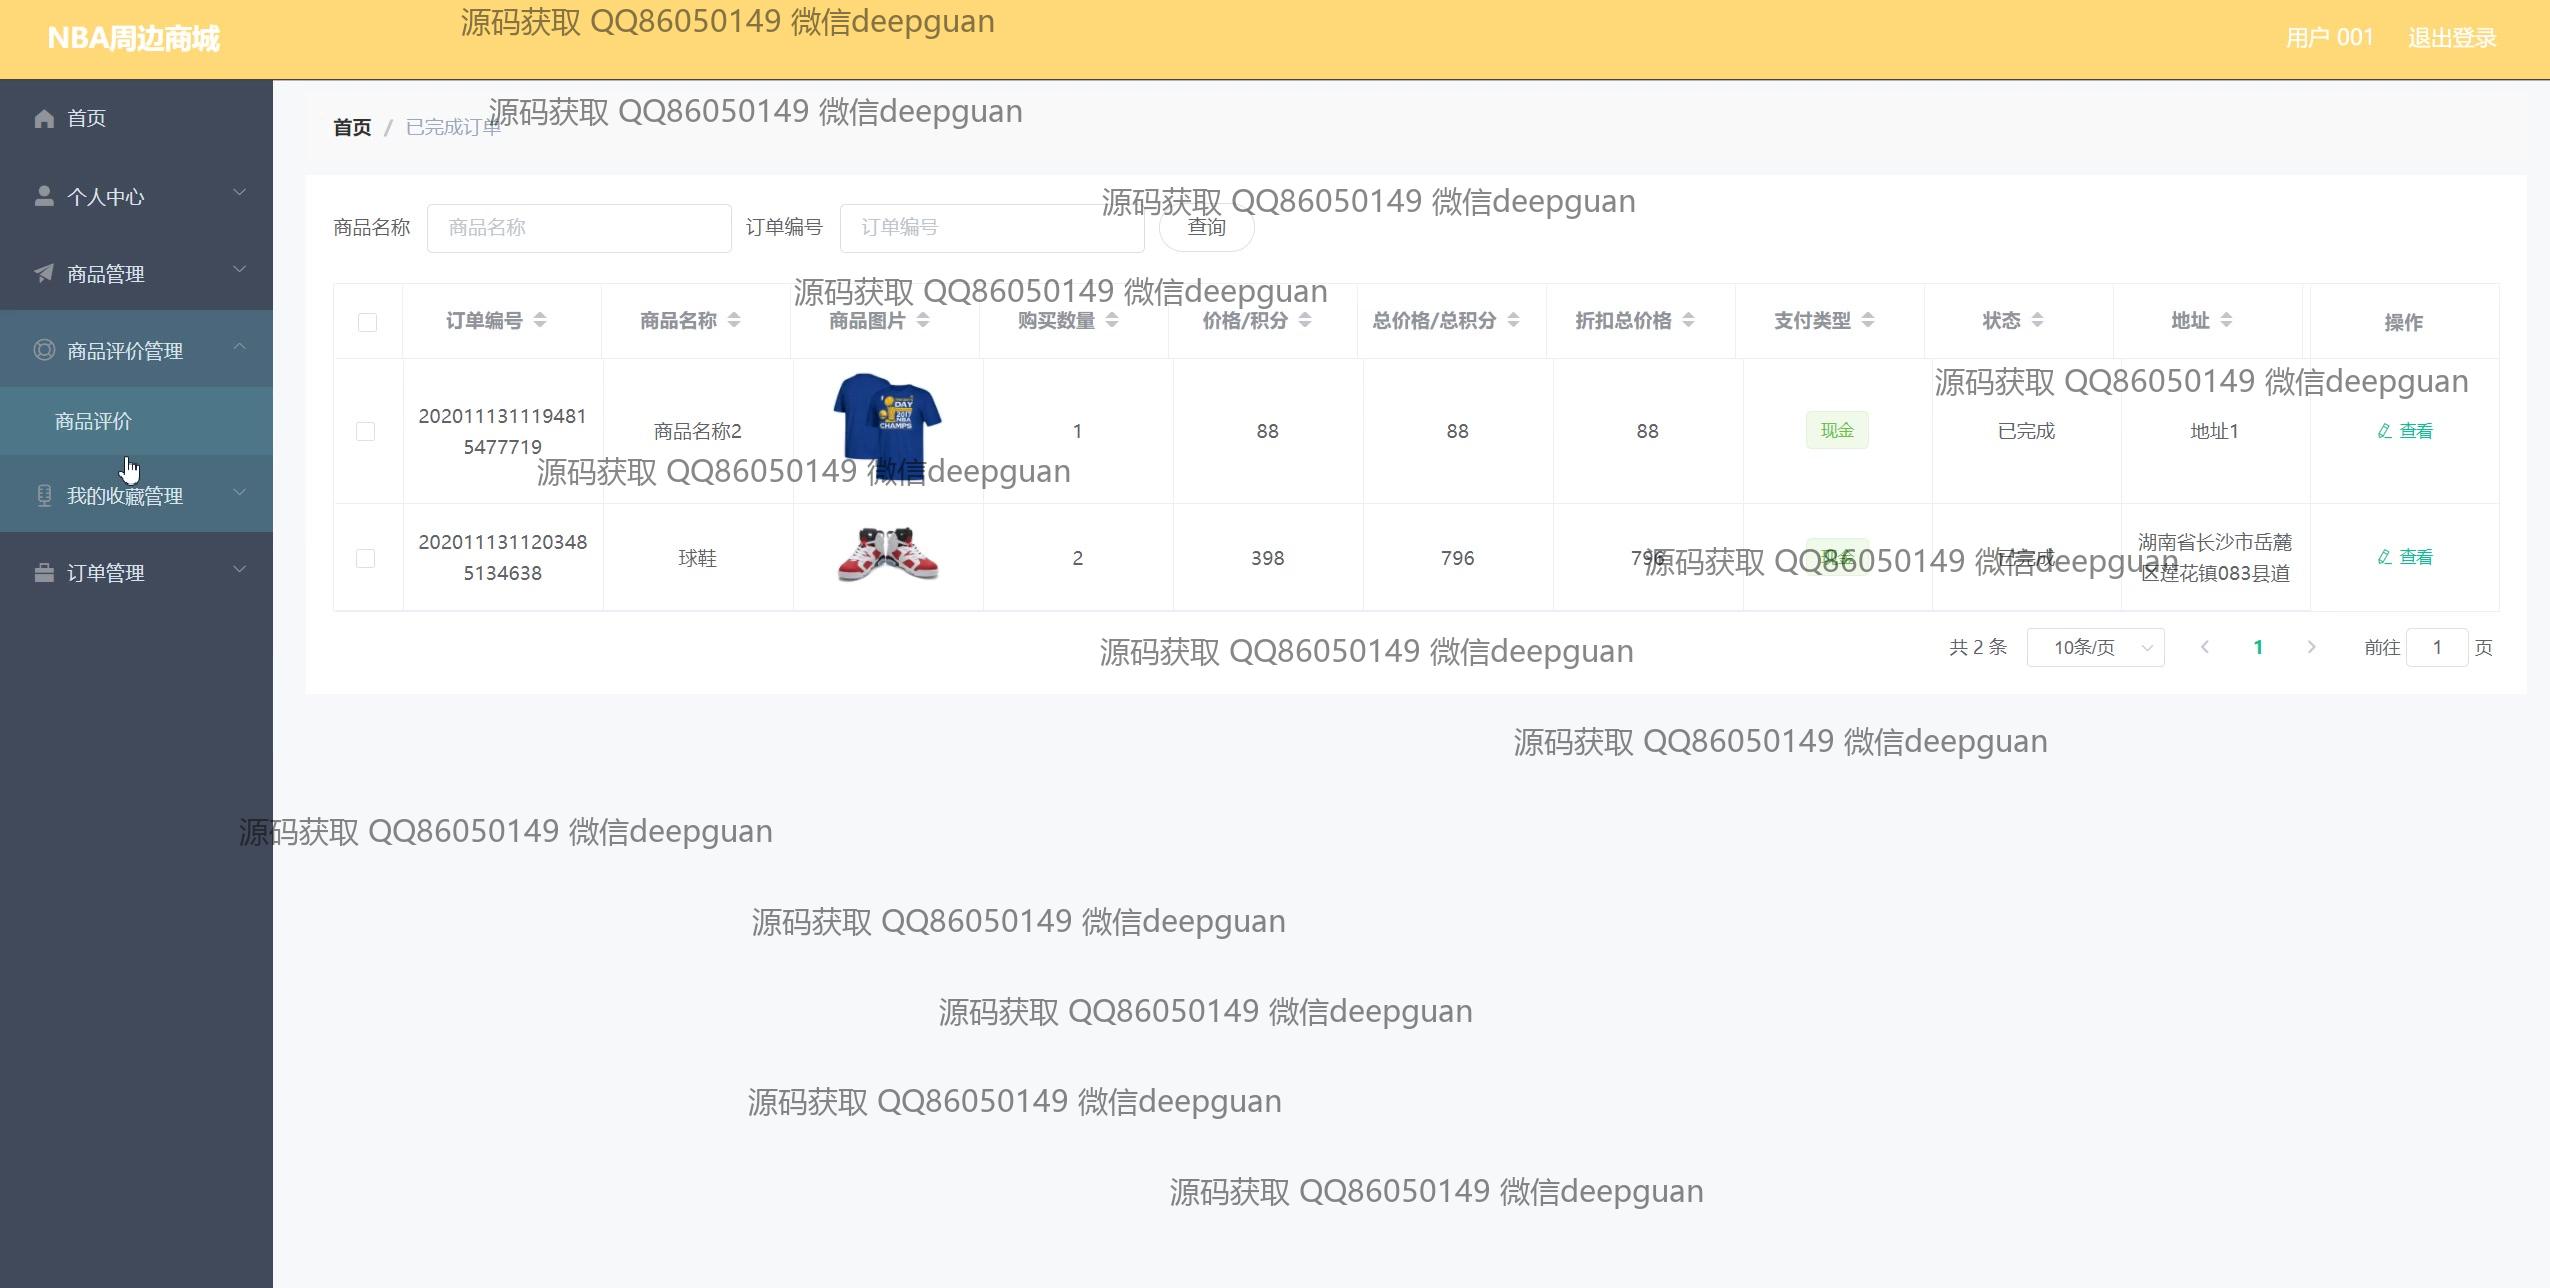 源码获取 QQ86050149 微信deepguan
NBA周边商城
用户 001
退出登录
首页
源码获取 QQ86050149 微信deepguan
首页 / 已完成订单
个人中心
源码获取 QQ86050149 微信deepguan
商品名称 商品名称 订单编号 订单编号 查询
商品管理
源码获取 QQ86050149 微信deepguan
订单编号 商品名称 商品图片 购买数量 价格/积分 总价格/总积分 折扣总价格 支付类型 状态 地址 操作
商品评价管理
源码获取 QQ86050149 微信deepguan
商品评价
202011131119481
5477719
商品名称2
DAY
2017
NBA
CHAMPS
1 88 88 88 现金 已完成 地址1 查看
源码获取 QQ86050149 微信deepguan
我的收藏管理
202011131120348
5134638
球鞋 2 398 796 796 现金 已完成
湖南省长沙市岳麓
区莲花镇083县道
查看
源码获取 QQ86050149 微信deepguan
订单管理
源码获取 QQ86050149 微信deepguan
共 2 条 10条/页 1 前往 1 页
源码获取 QQ86050149 微信deepguan
源码获取 QQ86050149 微信deepguan
源码获取 QQ86050149 微信deepguan
源码获取 QQ86050149 微信deepguan
源码获取 QQ86050149 微信deepguan
源码获取 QQ86050149 微信deepguan